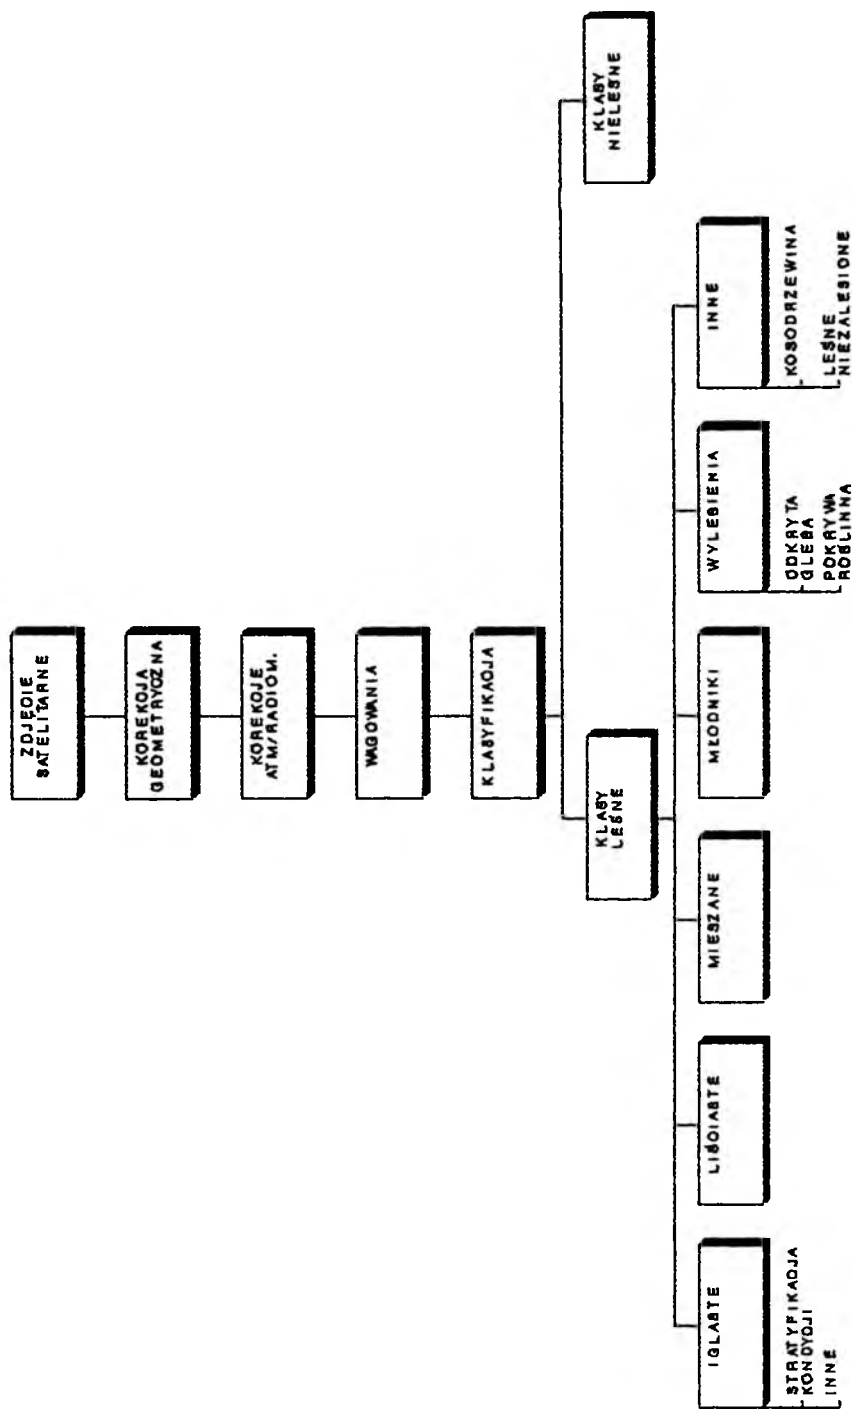 ZDJĘCIE
SATELITARNE
KOREKCJA
GEOMETRYCZNA
KOREKCJE
ATM/RADIOM.
WAGOWANIA
KLASYFIKACJA
KLASY
LEŚNE
KLASY
NIELEŚNE
IGLASTE
STRATYFIKACJA
KONDYCJI
INNE
LIŚCIASTE
MIESZANE
MŁODNIKI
WYLESIENIA
ODKRYTA
GLEBA
POKRYWA
ROŚLINNA
INNE
KOSODRZEWINA
LEŚNE
NIEZALESIONE